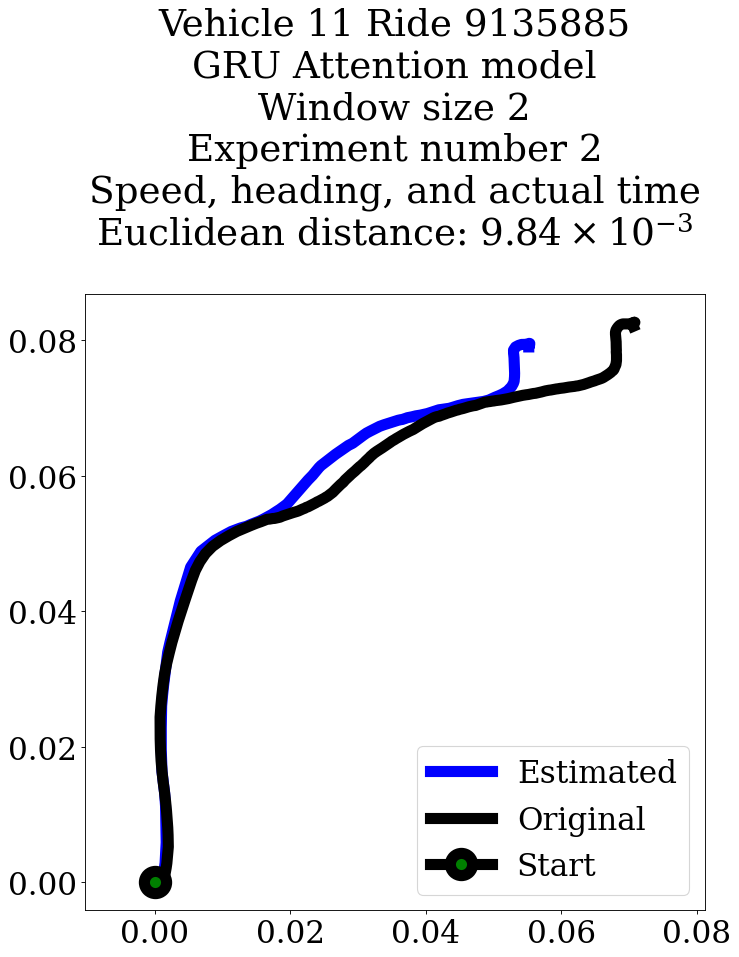 Vehicle 11 Ride 9135885
GRU Attention model
Window size 2
Experiment number 2
Speed, heading, and actual time
Euclidean distance: 9.84 × 10⁻³
0.08
0.06
0.04
0.02
0.00
Estimated
Original
Start
0.00 0.02 0.04 0.06 0.08